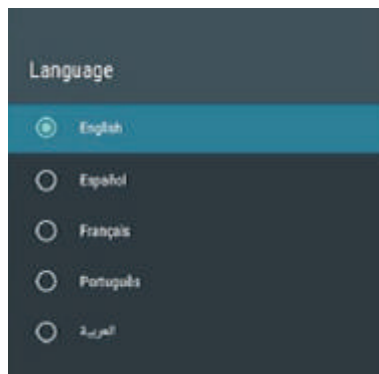 Language
English
Español
Français
Português
العربية